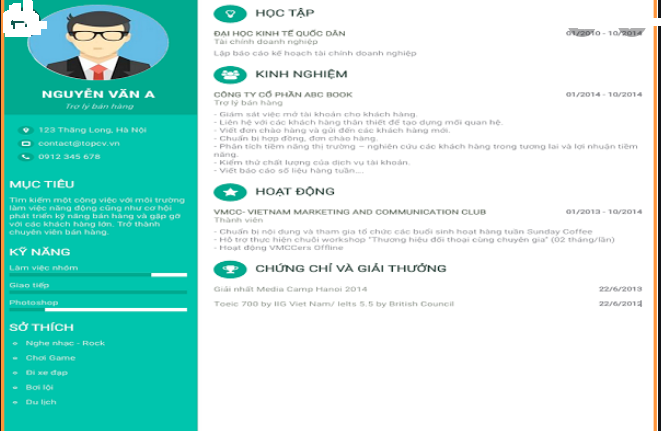 NGUYỄN VĂN A
Trợ lý bán hàng
123 Thăng Long, Hà Nội
contact@topcv.vn
0912 345 678
MỤC TIÊU
Tìm kiếm một công việc với môi trường
làm việc năng động cũng như cơ hội
phát triển kỹ năng bán hàng và gặp gỡ
với các khách hàng lớn. Trở thành
chuyên viên bán hàng.
KỸ NĂNG
Làm việc nhóm
Giao tiếp
Photoshop
SỞ THÍCH
Nghe nhạc - Rock
Chơi Game
Đi xe đạp
Bơi lội
Du lịch
HỌC TẬP
ĐẠI HỌC KINH TẾ QUỐC DÂN 01/2010 - 10/2014
Tài chính doanh nghiệp
Lập báo cáo kế hoạch tài chính doanh nghiệp
KINH NGHIỆM
CÔNG TY CỔ PHẦN ABC BOOK 01/2014 - 10/2014
Trợ lý bán hàng
- Giám sát việc mở tài khoản cho khách hàng.
- Liên hệ với các khách hàng thân thiết để tạo dựng mối quan hệ.
- Viết đơn chào hàng và gửi đến các khách hàng mới.
- Chuẩn bị hợp đồng, đơn chào hàng.
- Phân tích tiềm năng thị trường – nghiên cứu các khách hàng trong tương lai và lợi nhuận tiềm
năng.
- Kiểm thử chất lượng của dịch vụ tài khoản.
- Viết báo cáo số liệu hàng tuần...
HOẠT ĐỘNG
VMCC- VIETNAM MARKETING AND COMMUNICATION CLUB 01/2013 - 10/2014
Thành viên
- Chuẩn bị nội dung và tham gia tổ chức các buổi sinh hoạt hàng tuần Sunday Coffee
- Hỗ trợ thực hiện chuỗi workshop "Thương hiệu đối thoại cùng chuyên gia" (02 tháng/lần)
- Hoạt động VMCCers Offline
CHỨNG CHỈ VÀ GIẢI THƯỞNG
Giải nhất Media Camp Hanoi 2014 22/6/2013
Toeic 700 by IIG Viet Nam/ Ielts 5.5 by British Council 22/6/2012